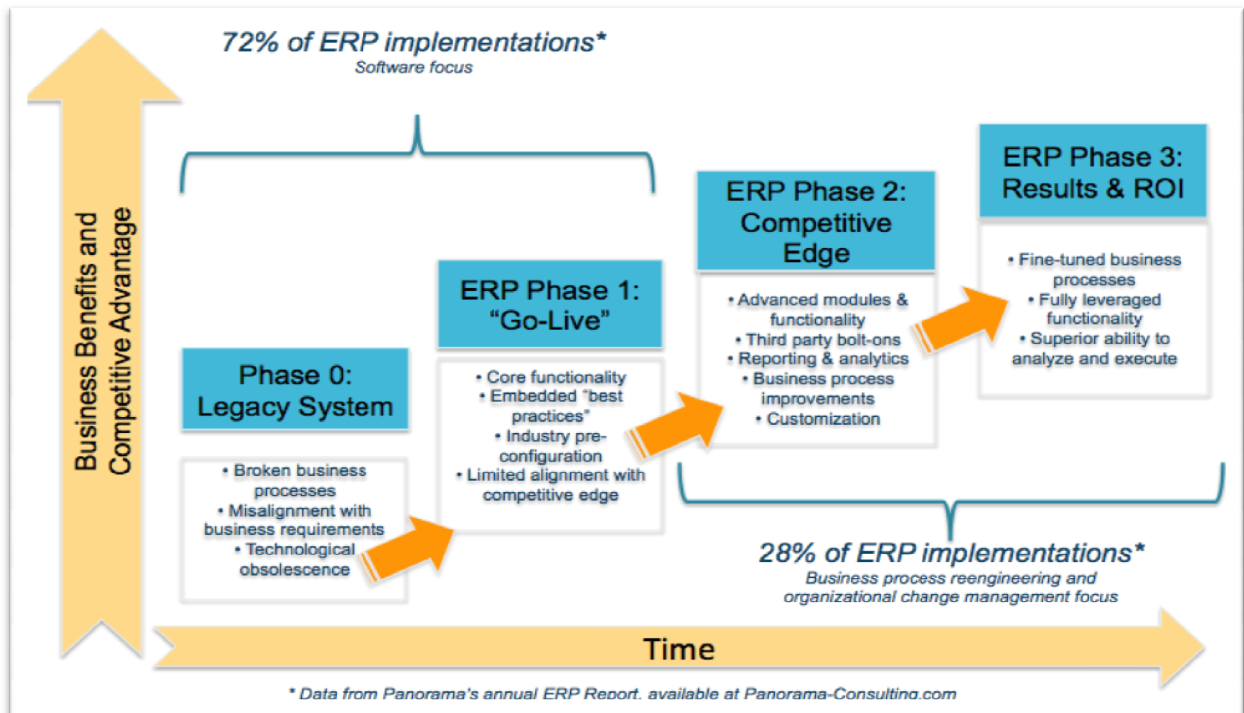 72% of ERP implementations*
Software focus
ERP Phase 3:
Results & ROI
• Fine-tuned business
processes
• Fully leveraged
functionality
• Superior ability to
analyze and execute
ERP Phase 2:
Competitive
Edge
• Advanced modules &
functionality
• Third party bolt-ons
• Reporting & analytics
• Business process
improvements
• Customization
ERP Phase 1:
"Go-Live"
• Core functionality
• Embedded "best
practices"
• Industry pre-
configuration
• Limited alignment with
competitive edge
Phase 0:
Legacy System
• Broken business
processes
• Misalignment with
business requirements
• Technological
obsolescence
Business Benefits and
Competitive Advantage
28% of ERP implementations*
Business process reengineering and
organizational change management focus
Time
* Data from Panorama's annual ERP Report, available at Panorama-Consulting.com